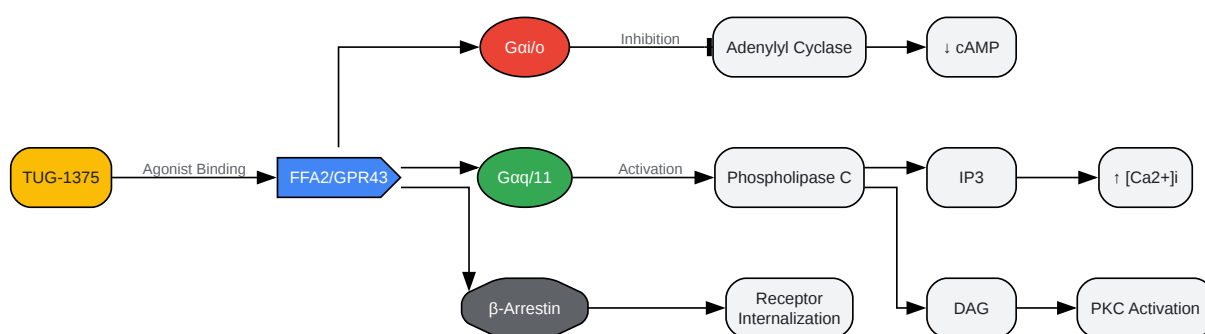 Gαi/o
Inhibition
Adenylyl Cyclase
↓ cAMP
TUG-1375
Agonist Binding
FFA2/GPR43
Gαq/11
Activation
Phospholipase C
IP3
↑ [Ca2+]i
β-Arrestin
Receptor
Internalization
DAG
PKC Activation